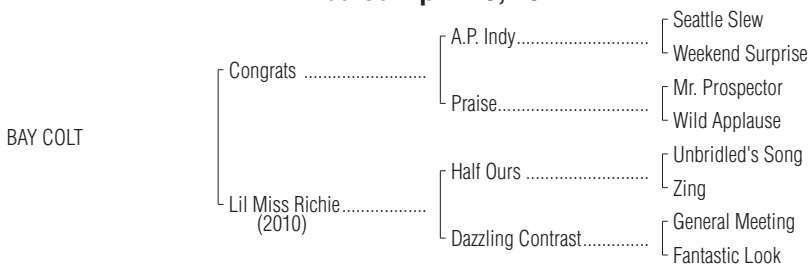 Seattle Slew
A.P. Indy............................
Weekend Surprise
Congrats ..........................
Mr. Prospector
Praise................................
Wild Applause
BAY COLT
Unbridled's Song
Half Ours ..........................
Zing
Lil Miss Richie..................
(2010)
General Meeting
Dazzling Contrast..............
Fantastic Look